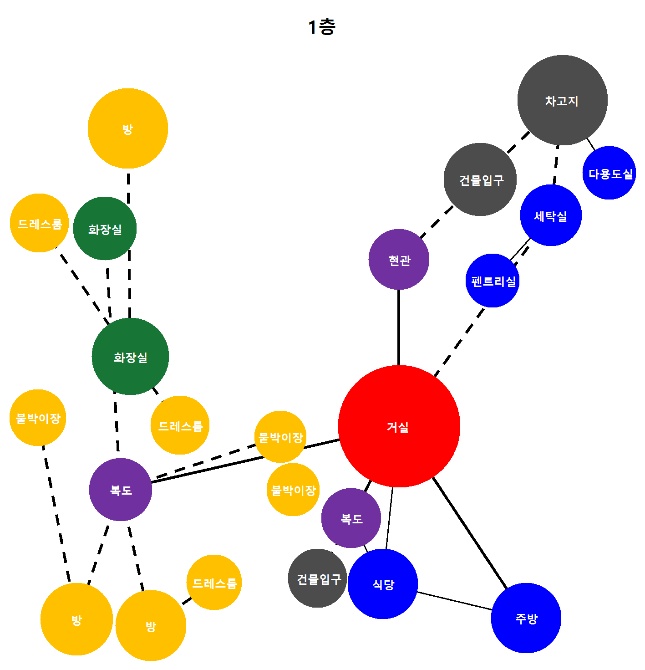 1층
차고지
방
다용도실
건물입구
드레스룸
화장실
세탁실
현관
펜트리실
화장실
붙박이장
드레스룸
거실
붙박이장
복도
붙박이장
복도
건물입구
식당
드레스룸
방
방
주방